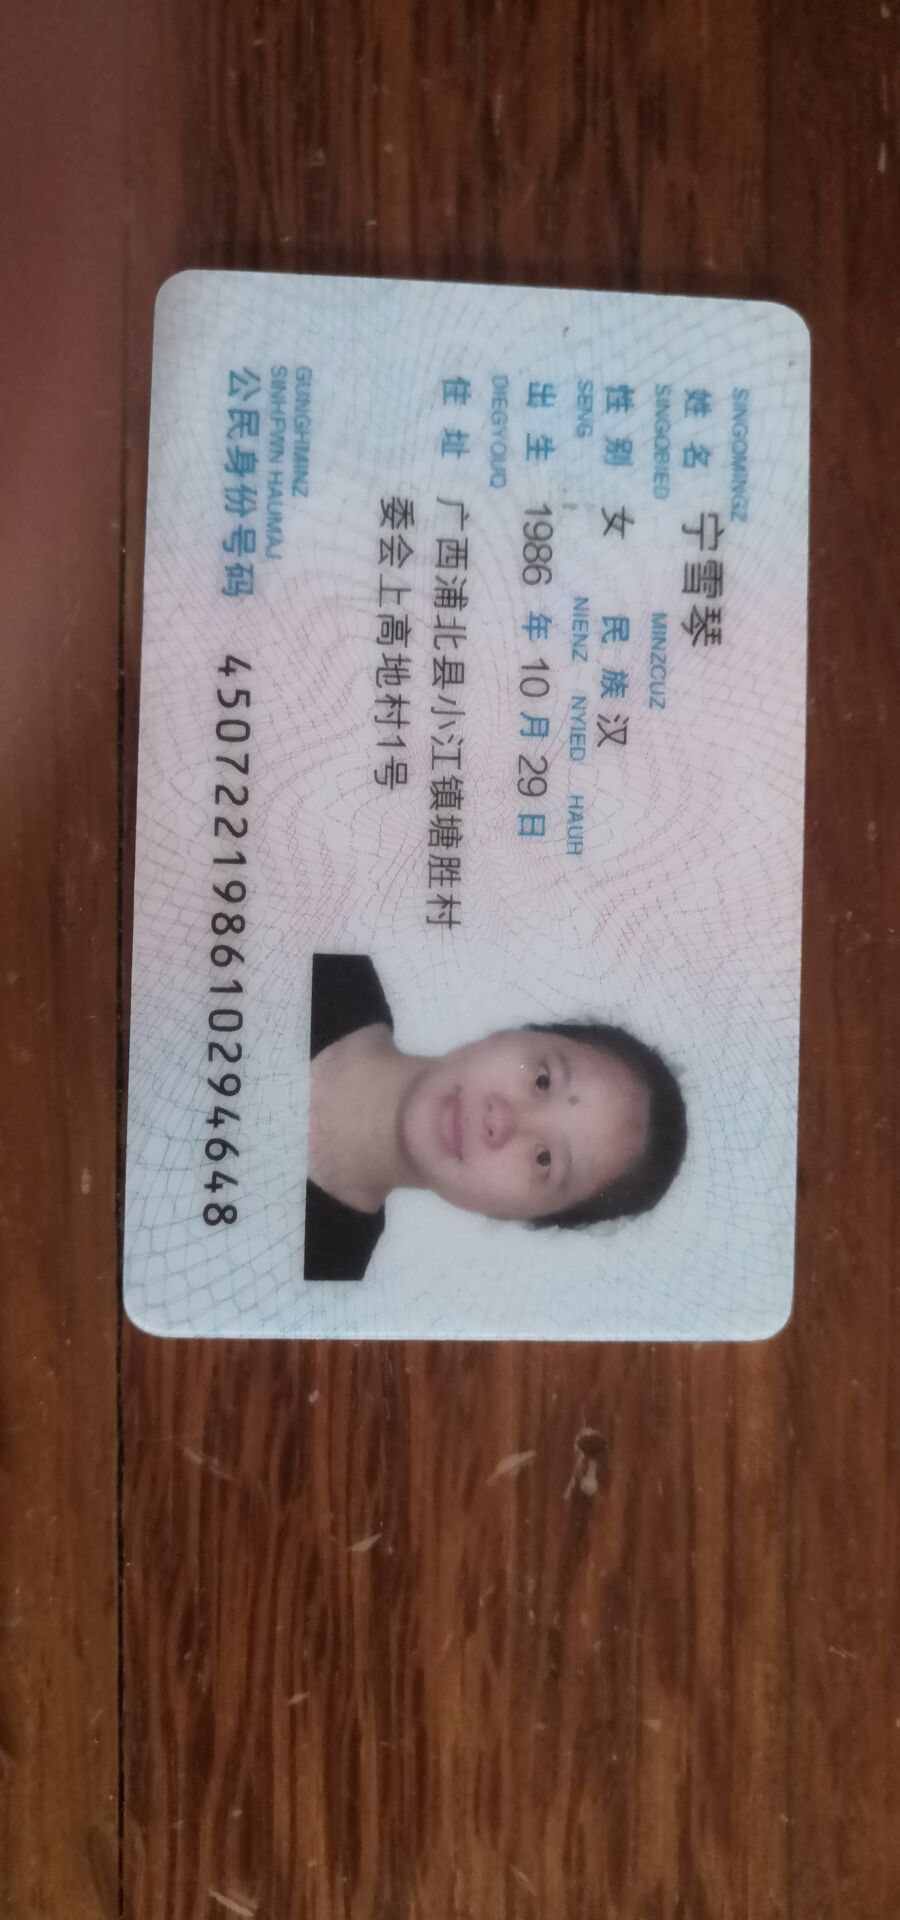 SINGQMINGZ
姓名 宁雪琴
SINGQBIED MINZCUZ
性别 女 民族 汉
SENG NIENZ NYIED HAUH
出生 1986 年 10 月 29 日
DIEGYOUQ
住址 广西浦北县小江镇塘胜村
委会上高地村1号
GUNGHMINZ
SINHFWN HAUMAJ
公民身份号码 450722198610294648